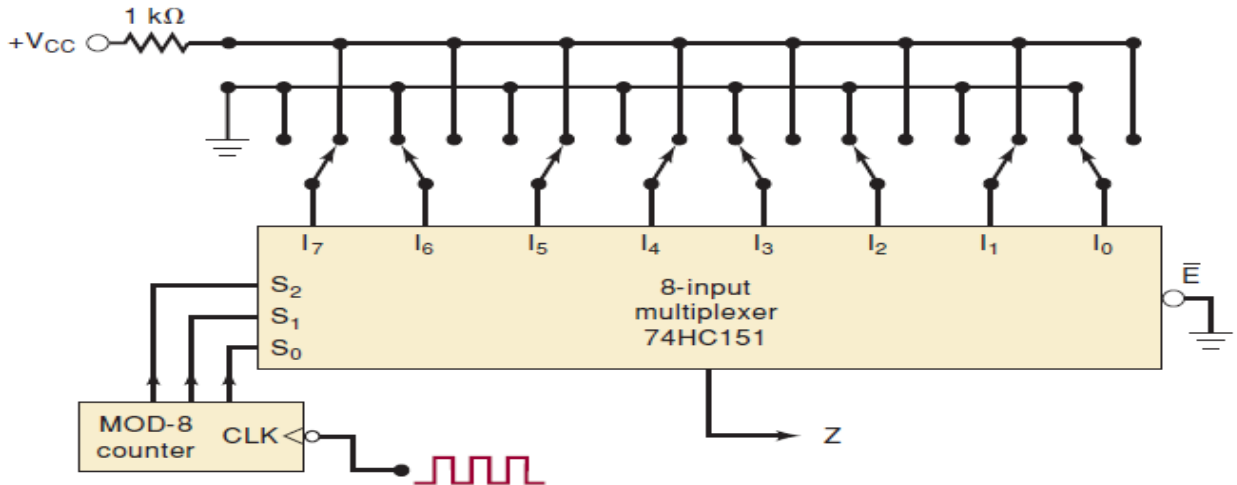 1 kΩ
+V_CC
I₇ I₆ I₅ I₄ I₃ I₂ I₁ I₀
E̅
S₂
8-input
S₁
multiplexer
S₀
74HC151
MOD-8
counter
CLK
Z